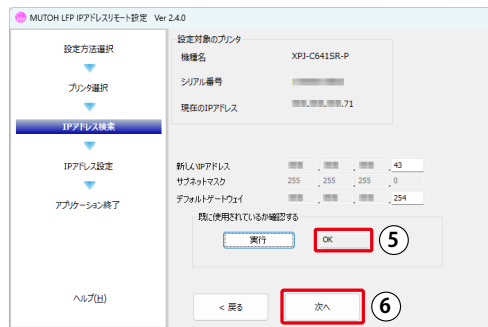 MUTOH LFP IPアドレスリモート設定 Ver 2.4.0
設定方法選択
プリンタ選択
IPアドレス検索
IPアドレス設定
アプリケーション終了
ヘルプ(H)
設定対象のプリンタ
機種名 XPJ-C641SR-P
シリアル番号
現在のIPアドレス . . .71
新しいIPアドレス . . .43
サブネットマスク 255 .255 .255 .0
デフォルトゲートウェイ . . .254
既に使用されているか確認する
実行 OK ⑤
< 戻る 次へ ⑥